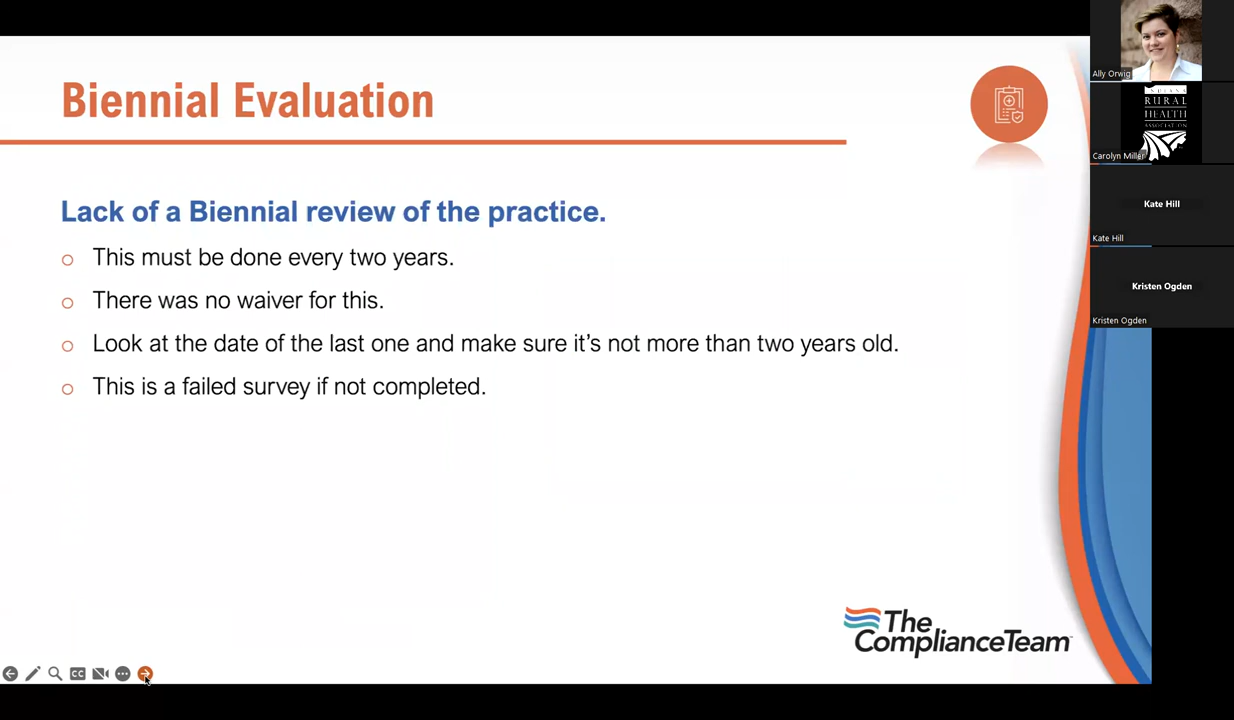 Biennial Evaluation
Lack of a Biennial review of the practice.
This must be done every two years.
There was no waiver for this.
Look at the date of the last one and make sure it’s not more than two years old.
This is a failed survey if not completed.
The
ComplianceTeam
CC
Ally Orwig
RURAL
HEALTH
ASSOCIATION
Carolyn Miller
Kate Hill
Kate Hill
Kristen Ogden
Kristen Ogden